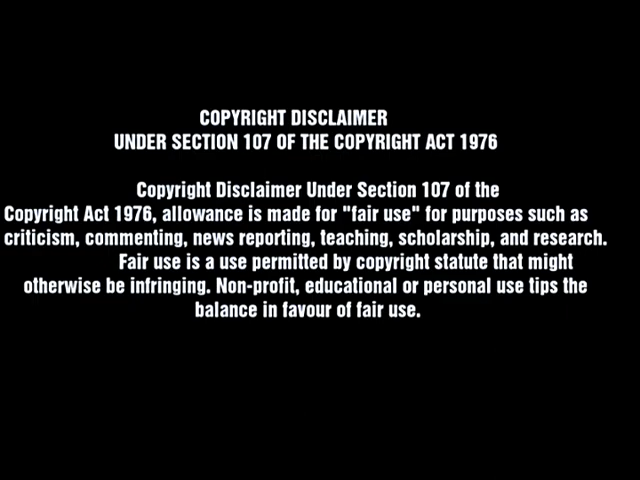 COPYRIGHT DISCLAIMER
UNDER SECTION 107 OF THE COPYRIGHT ACT 1976
Copyright Disclaimer Under Section 107 of the
Copyright Act 1976, allowance is made for "fair use" for purposes such as
criticism, commenting, news reporting, teaching, scholarship, and research.
Fair use is a use permitted by copyright statute that might
otherwise be infringing. Non-profit, educational or personal use tips the
balance in favour of fair use.